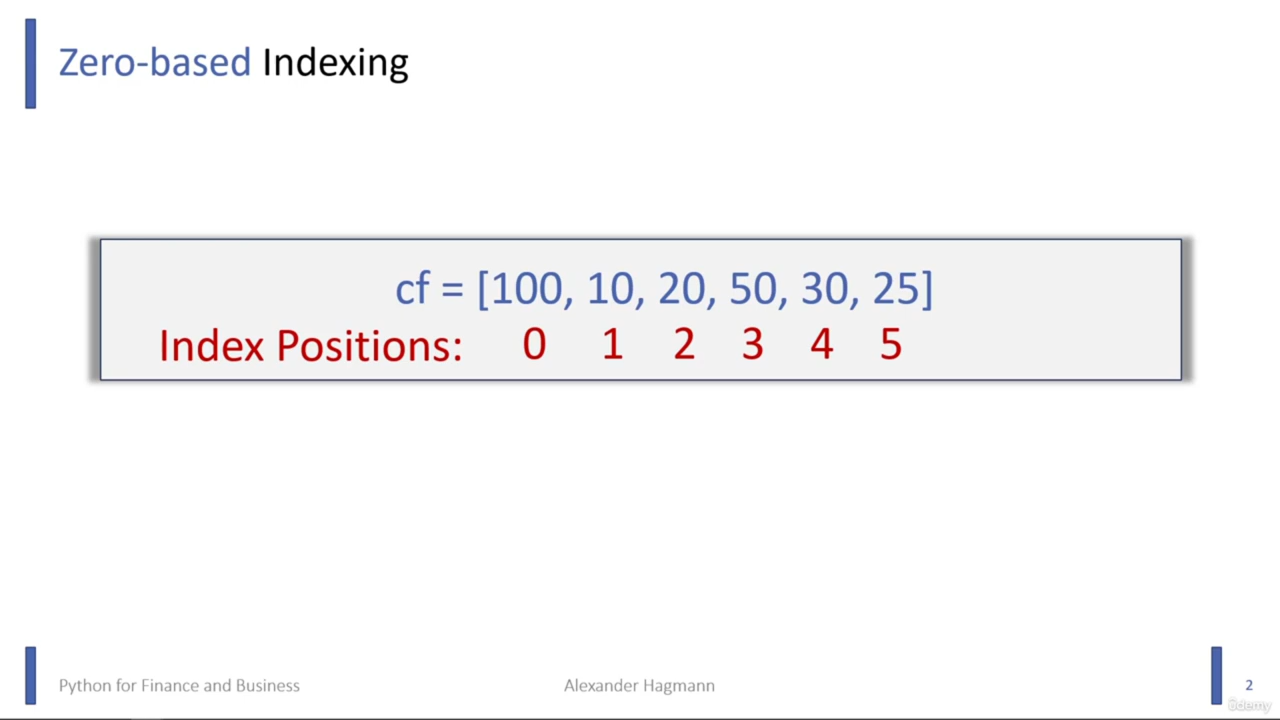 Zero-based Indexing
cf = [100, 10, 20, 50, 30, 25]
Index Positions: 0 1 2 3 4 5
Python for Finance and Business
Alexander Hagmann
2
ûdemy